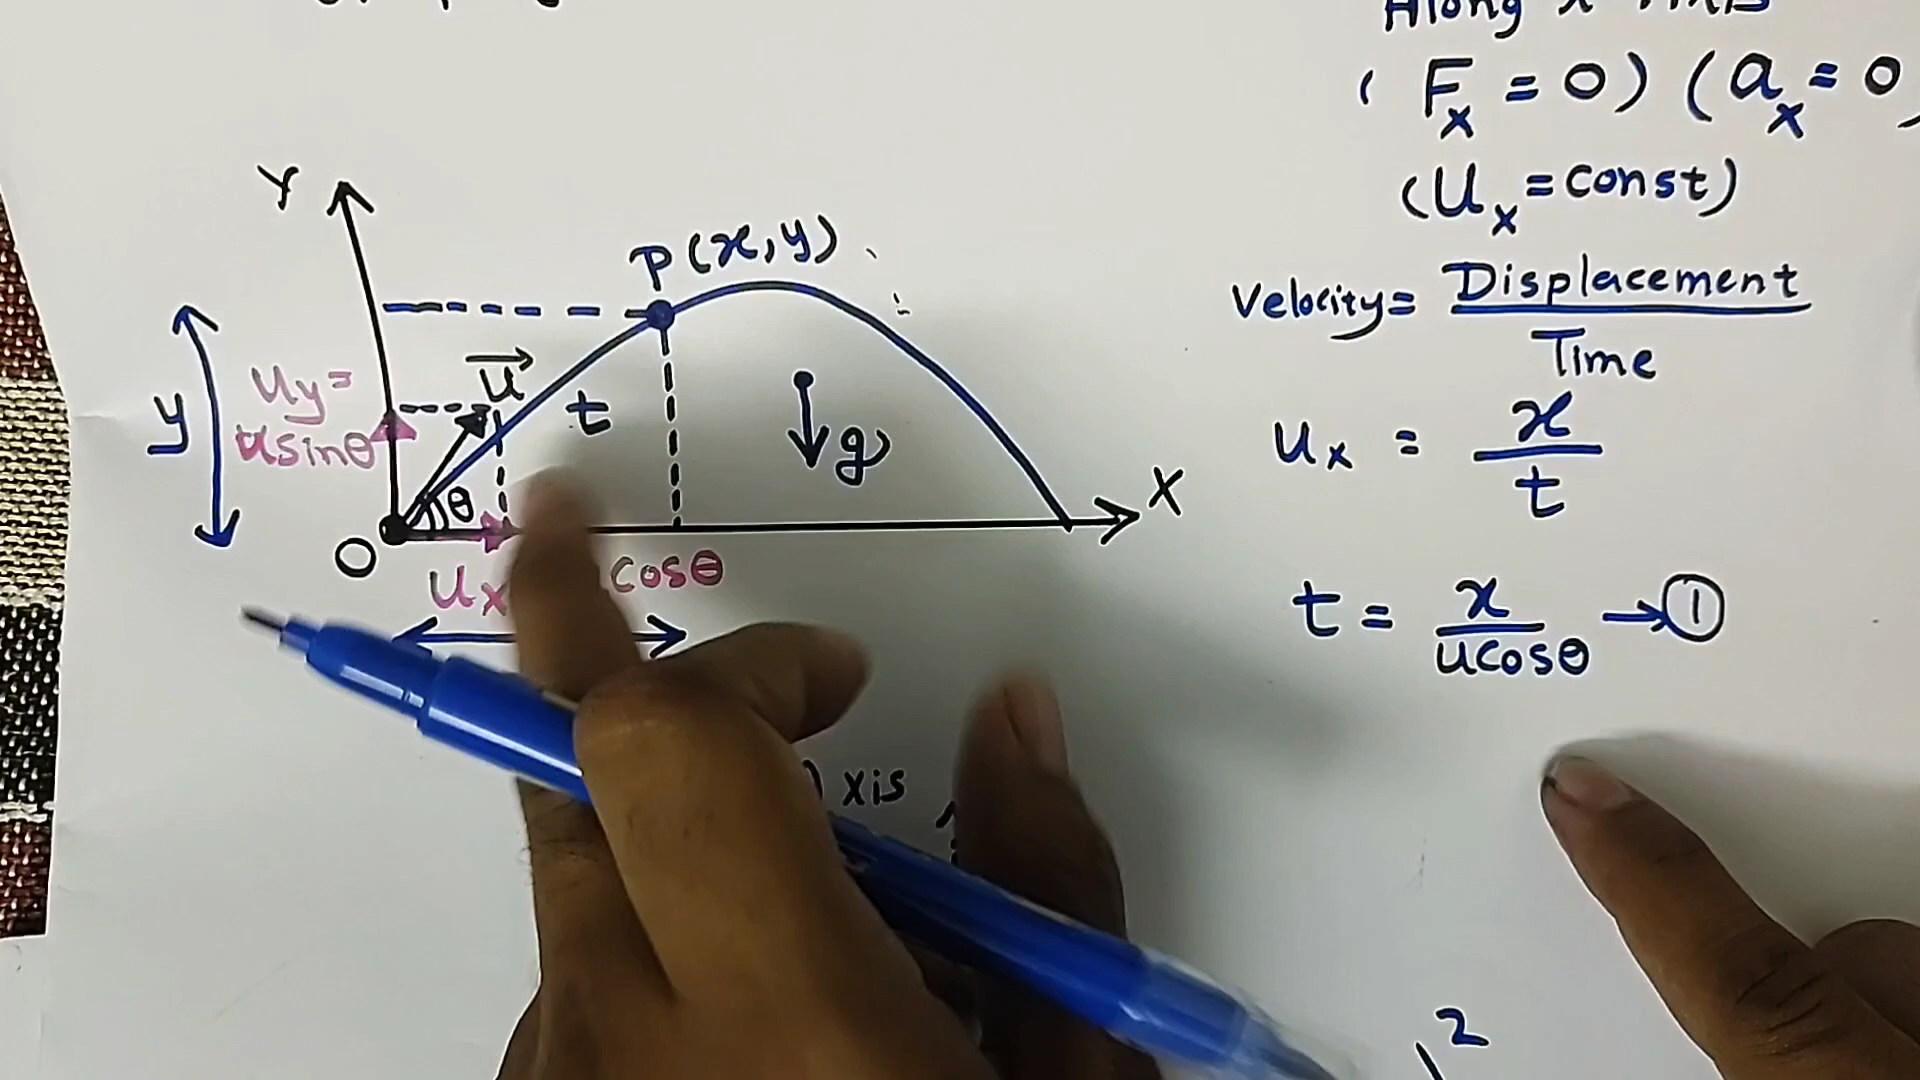 Along X Axis
( Fx = 0) (ax = 0)
(Ux = const)
Velocity = Displacement / Time
ux = x / t
t = x / ucosθ → ①
Y
P(x,y)
u⃗
t
y
uy =
usinθ
θ
g
X
O
ux cosθ
xis
2